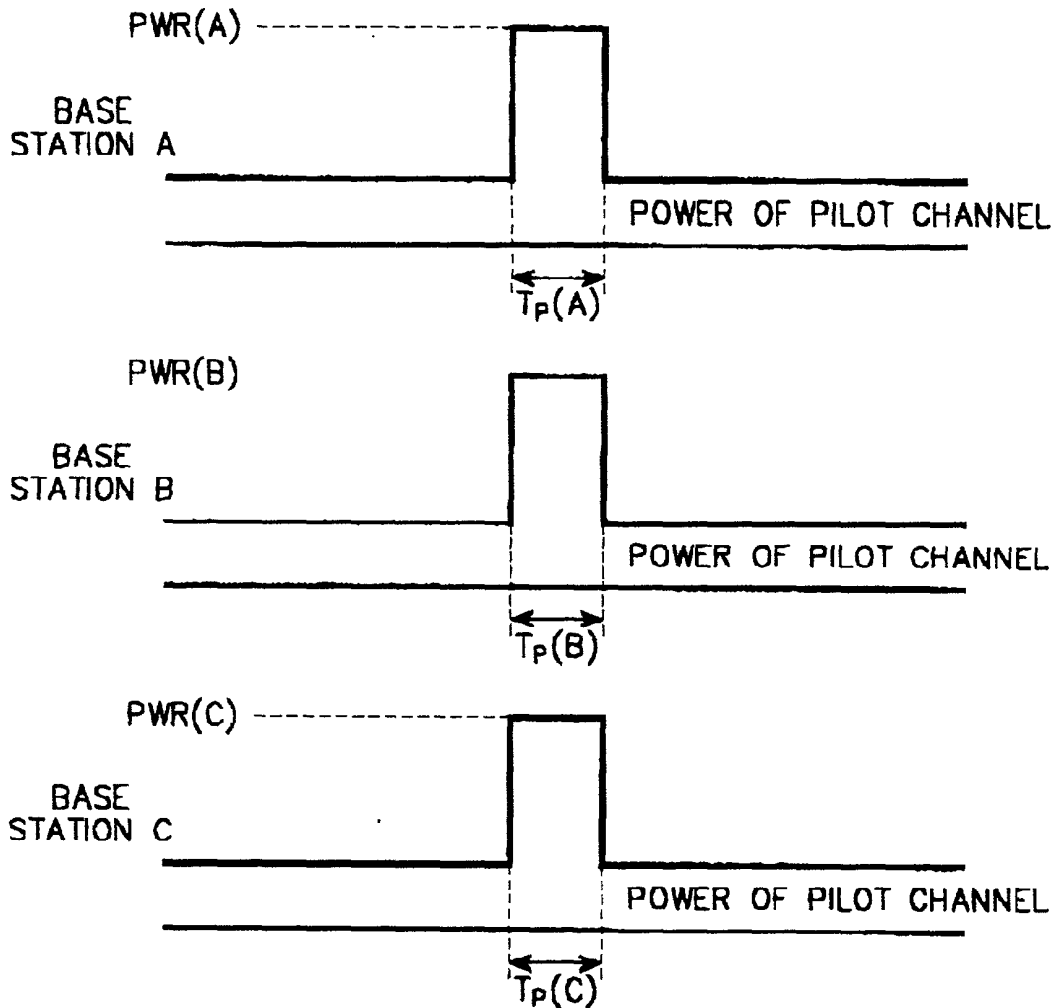 PWR(A)
BASE
STATION A
POWER OF PILOT CHANNEL
Tp(A)
PWR(B)
BASE
STATION B
POWER OF PILOT CHANNEL
Tp(B)
PWR(C)
BASE
STATION C
POWER OF PILOT CHANNEL
Tp(C)